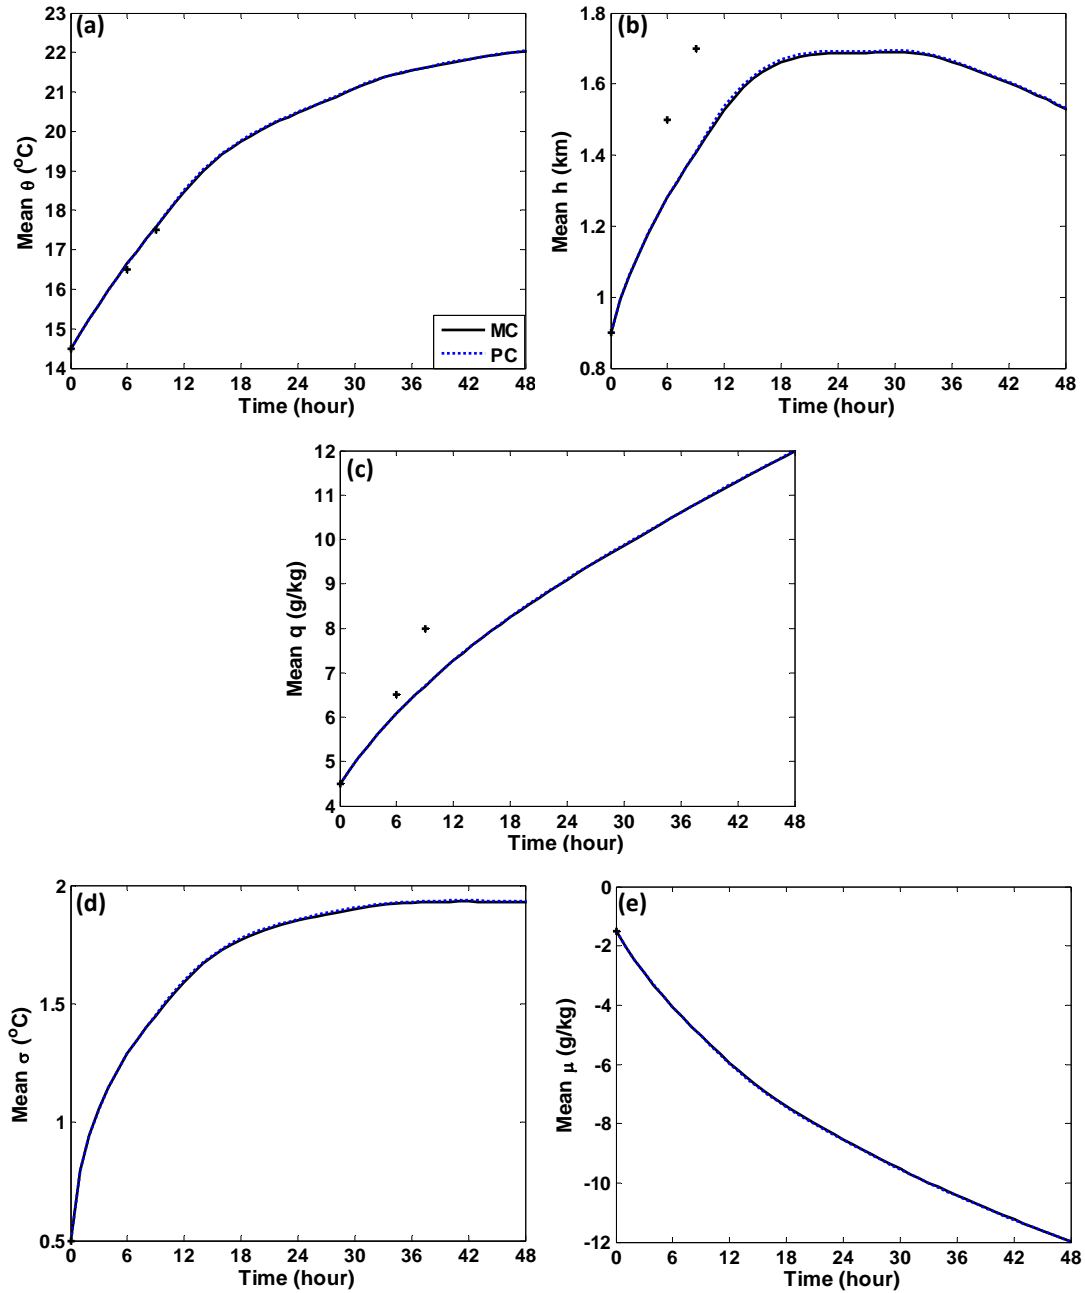 (a)
23
22
21
20
19
18
17
16
15
14
0 6 12 18 24 30 36 42 48
Mean θ (°C)
Time (hour)
MC
PC
(b)
1.8
1.6
1.4
1.2
1
0.8
0 6 12 18 24 30 36 42 48
Mean h (km)
Time (hour)
(c)
12
11
10
9
8
7
6
5
4
0 6 12 18 24 30 36 42 48
Mean q (g/kg)
Time (hour)
(d)
2
1.5
1
0.5
0 6 12 18 24 30 36 42 48
Mean σ (°C)
Time (hour)
(e)
0
-2
-4
-6
-8
-10
-12
0 6 12 18 24 30 36 42 48
Mean μ (g/kg)
Time (hour)